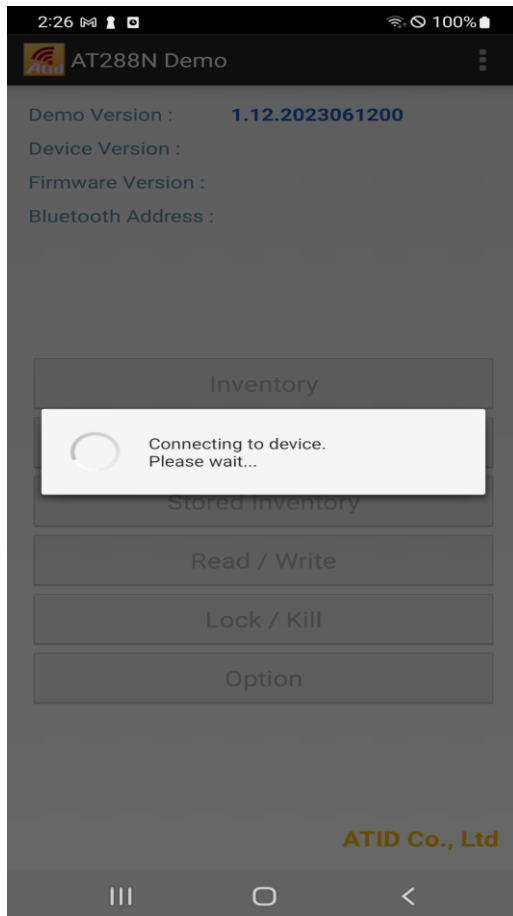 2:26 100%
Atid AT288N Demo
Demo Version : 1.12.2023061200
Device Version :
Firmware Version :
Bluetooth Address :
Inventory
Connecting to device.
Please wait...
Stored Inventory
Read / Write
Lock / Kill
Option
ATID Co., Ltd